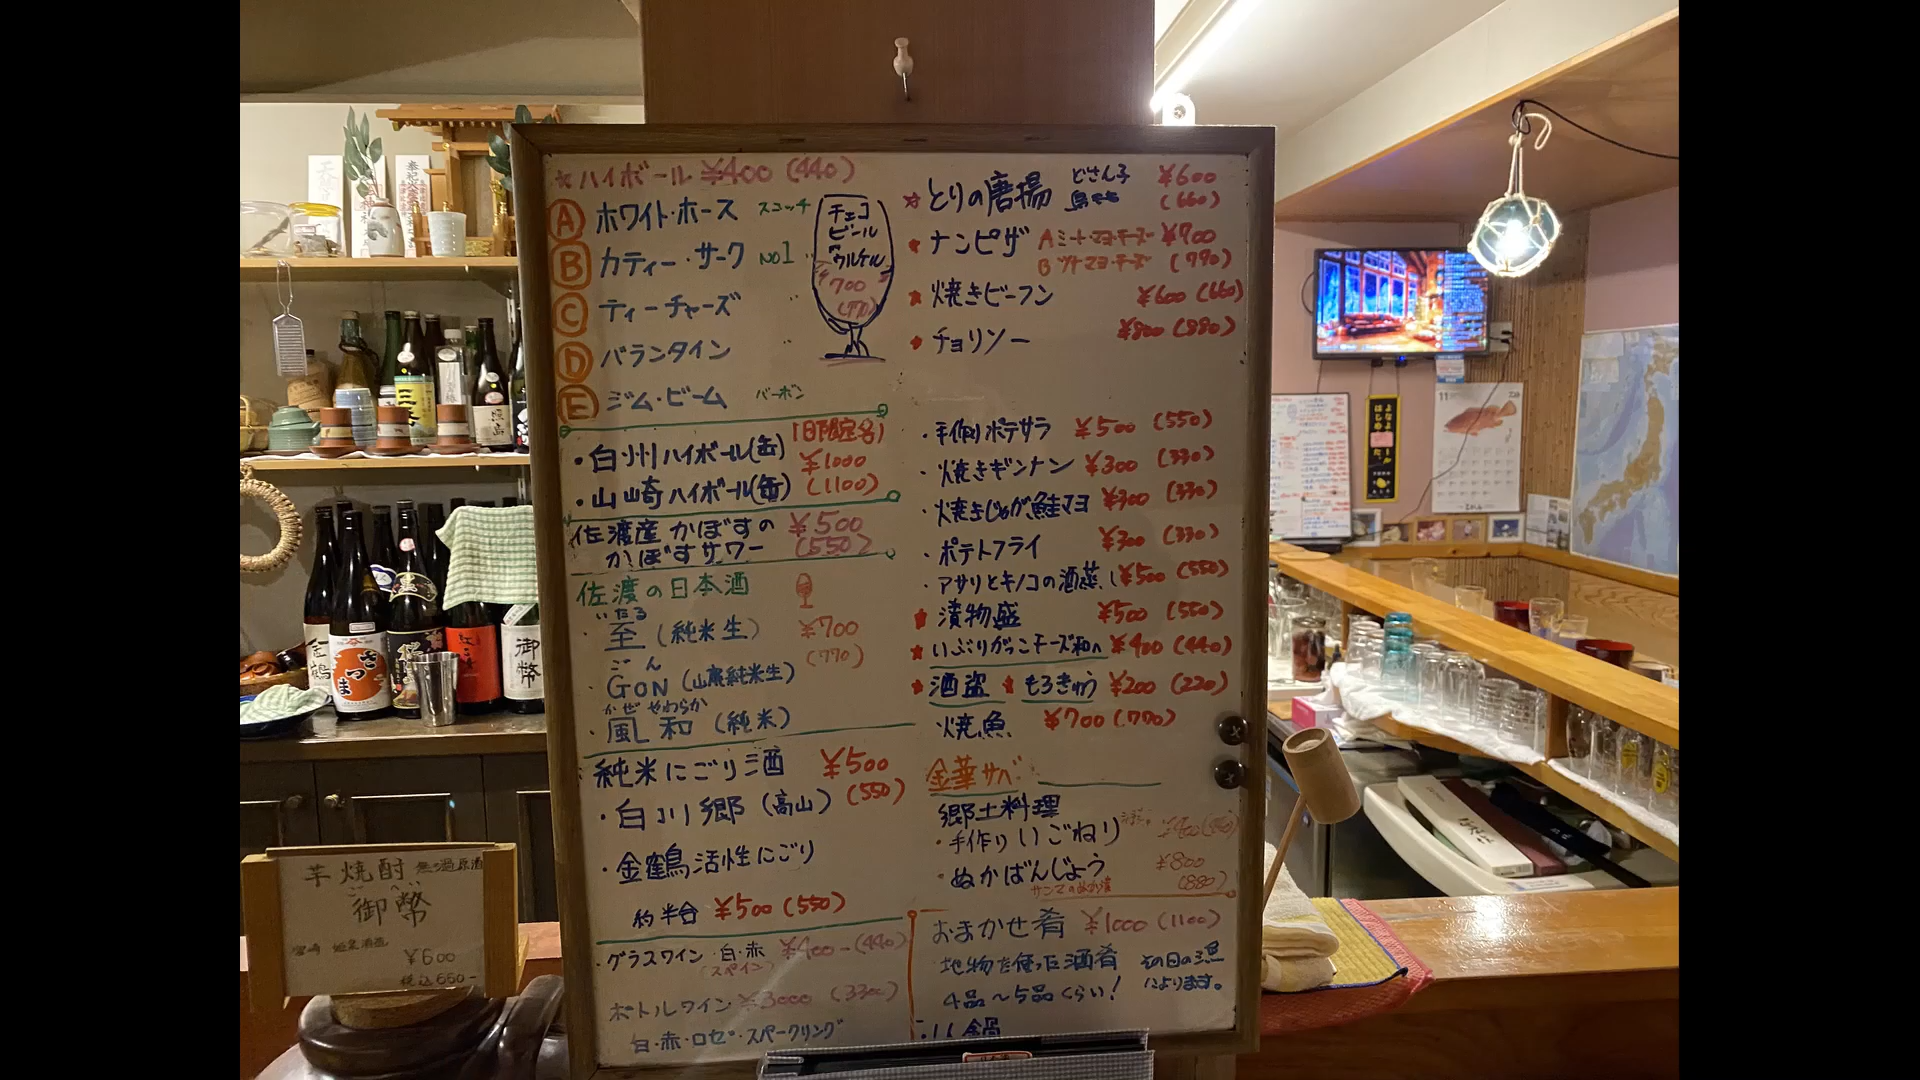 ☆ハイボール ¥400 (440)
Ⓐ ホワイト・ホース スコッチ
Ⓑ カティー・サーク NO1
Ⓒ ティーチャーズ
Ⓓ バランタイン
Ⓔ ジム・ビーム バーボン
チェコ
ビール
ウルケル
700
(770)
1日限定各
・白州ハイボール(缶) ¥1000
・山崎ハイボール(缶) (1100)
佐渡産 かぼすの ¥500
かぼすサワー (550)
佐渡の日本酒
いたる
・至 (純米生) ¥700
(770)
ごん
・GON (山廃純米生)
かぜ やわらか
・風和 (純米)
純米にごり酒 ¥500
・白川郷 (高山) (550)
・金鶴活性にごり
約半合 ¥500 (550)
・グラスワイン・白・赤 ¥400-(440)
(スペイン)
ボトルワイン ¥3000 (3300)
白・赤・ロゼ・スパークリング
☆とりの唐揚 どさん子 ¥600
(660)
★ナンピザ Aミートマヨチーズ ¥700
Bツナマヨチーズ (770)
★焼きビーフン ¥600 (660)
★チョリソー ¥800 (880)
・手作りポテサラ ¥500 (550)
・焼きギンナン ¥300 (330)
・焼きじゃが鮭マヨ ¥300 (330)
・ポテトフライ ¥300 (330)
・アサリとキノコの酒蒸し ¥500 (550)
★漬物盛 ¥500 (550)
★いぶりがっこチーズ和へ ¥400 (440)
★酒盗 ★もろきゅう ¥200 (220)
焼魚 ¥700 (770)
金華サバ
郷土料理
・手作りいごねり
・ぬかばんじょう ¥800
サンマのぬか漬 (880)
おまかせ肴 ¥1000 (1100)
地物を使った酒肴 その日の漁
4品〜5品くらい! によります。
芋焼酎 無濾過原酒
御幣
宮崎
¥600
税込660-
さつま
御幣
金鶴
11